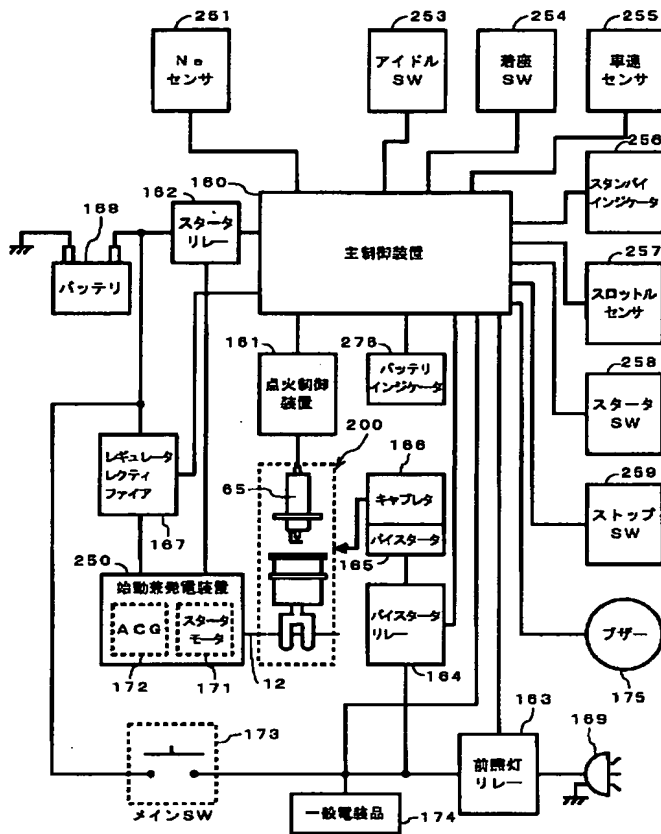 251
253
254
255
Ne
センサ
アイドル
SW
着座
SW
車速
センサ
256
162
160
スタンバイ
インジケータ
168
スタータ
リレー
主制御装置
バッテリ
257
スロットル
センサ
161
276
点火制御
装置
バッテリ
インジケータ
258
スタータ
SW
200
166
レギュレータ
レクティ
ファイア
65
キャブレタ
バイスタータ
259
ストップ
SW
167
165
250
始動兼発電装置
バイスタータ
リレー
ACG
スタータ
モータ
ブザー
172
171
12
164
175
173
163
169
前照灯
リレー
メインSW
一般電装品
174